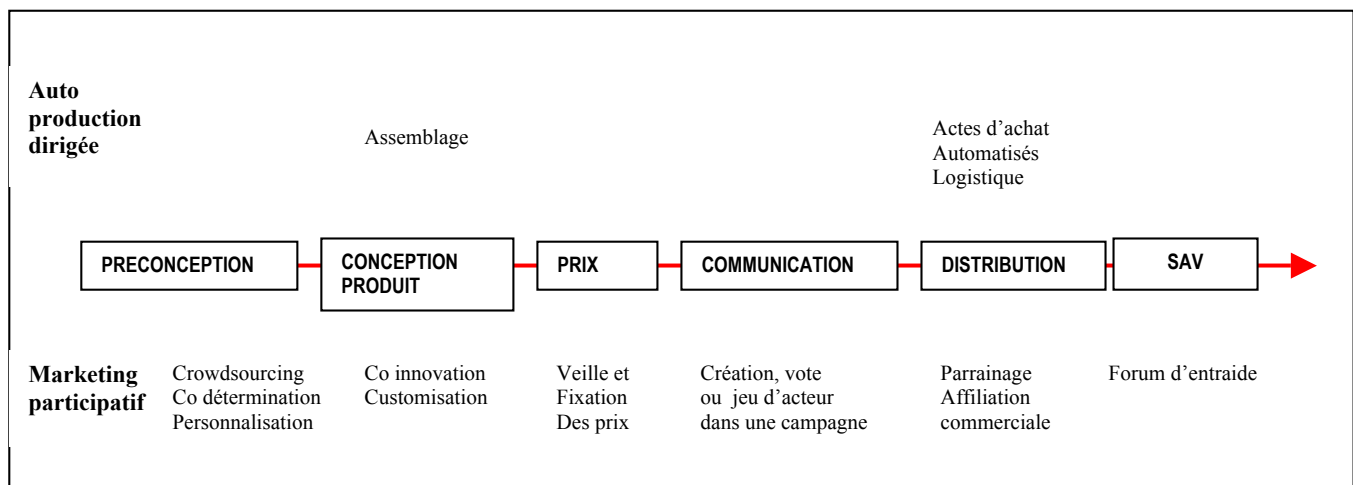 Auto
production
dirigée
Assemblage
Actes d’achat
Automatisés
Logistique
PRECONCEPTION
CONCEPTION
PRODUIT
PRIX
COMMUNICATION
DISTRIBUTION
SAV
Marketing
participatif
Crowdsourcing
Co détermination
Personnalisation
Co innovation
Customisation
Veille et
Fixation
Des prix
Création, vote
ou jeu d’acteur
dans une campagne
Parrainage
Affiliation
commerciale
Forum d’entraide